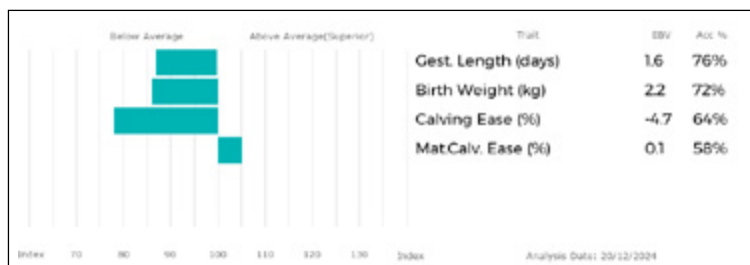 Below Average Above Average(Superior) Trait EBV Acc %
Gest. Length (days) 1.6 76%
Birth Weight (kg) 2.2 72%
Calving Ease (%) -4.7 64%
Mat.Calv. Ease (%) 0.1 58%
Index 70 80 90 100 110 120 130 Index Analysis Date: 20/12/2024